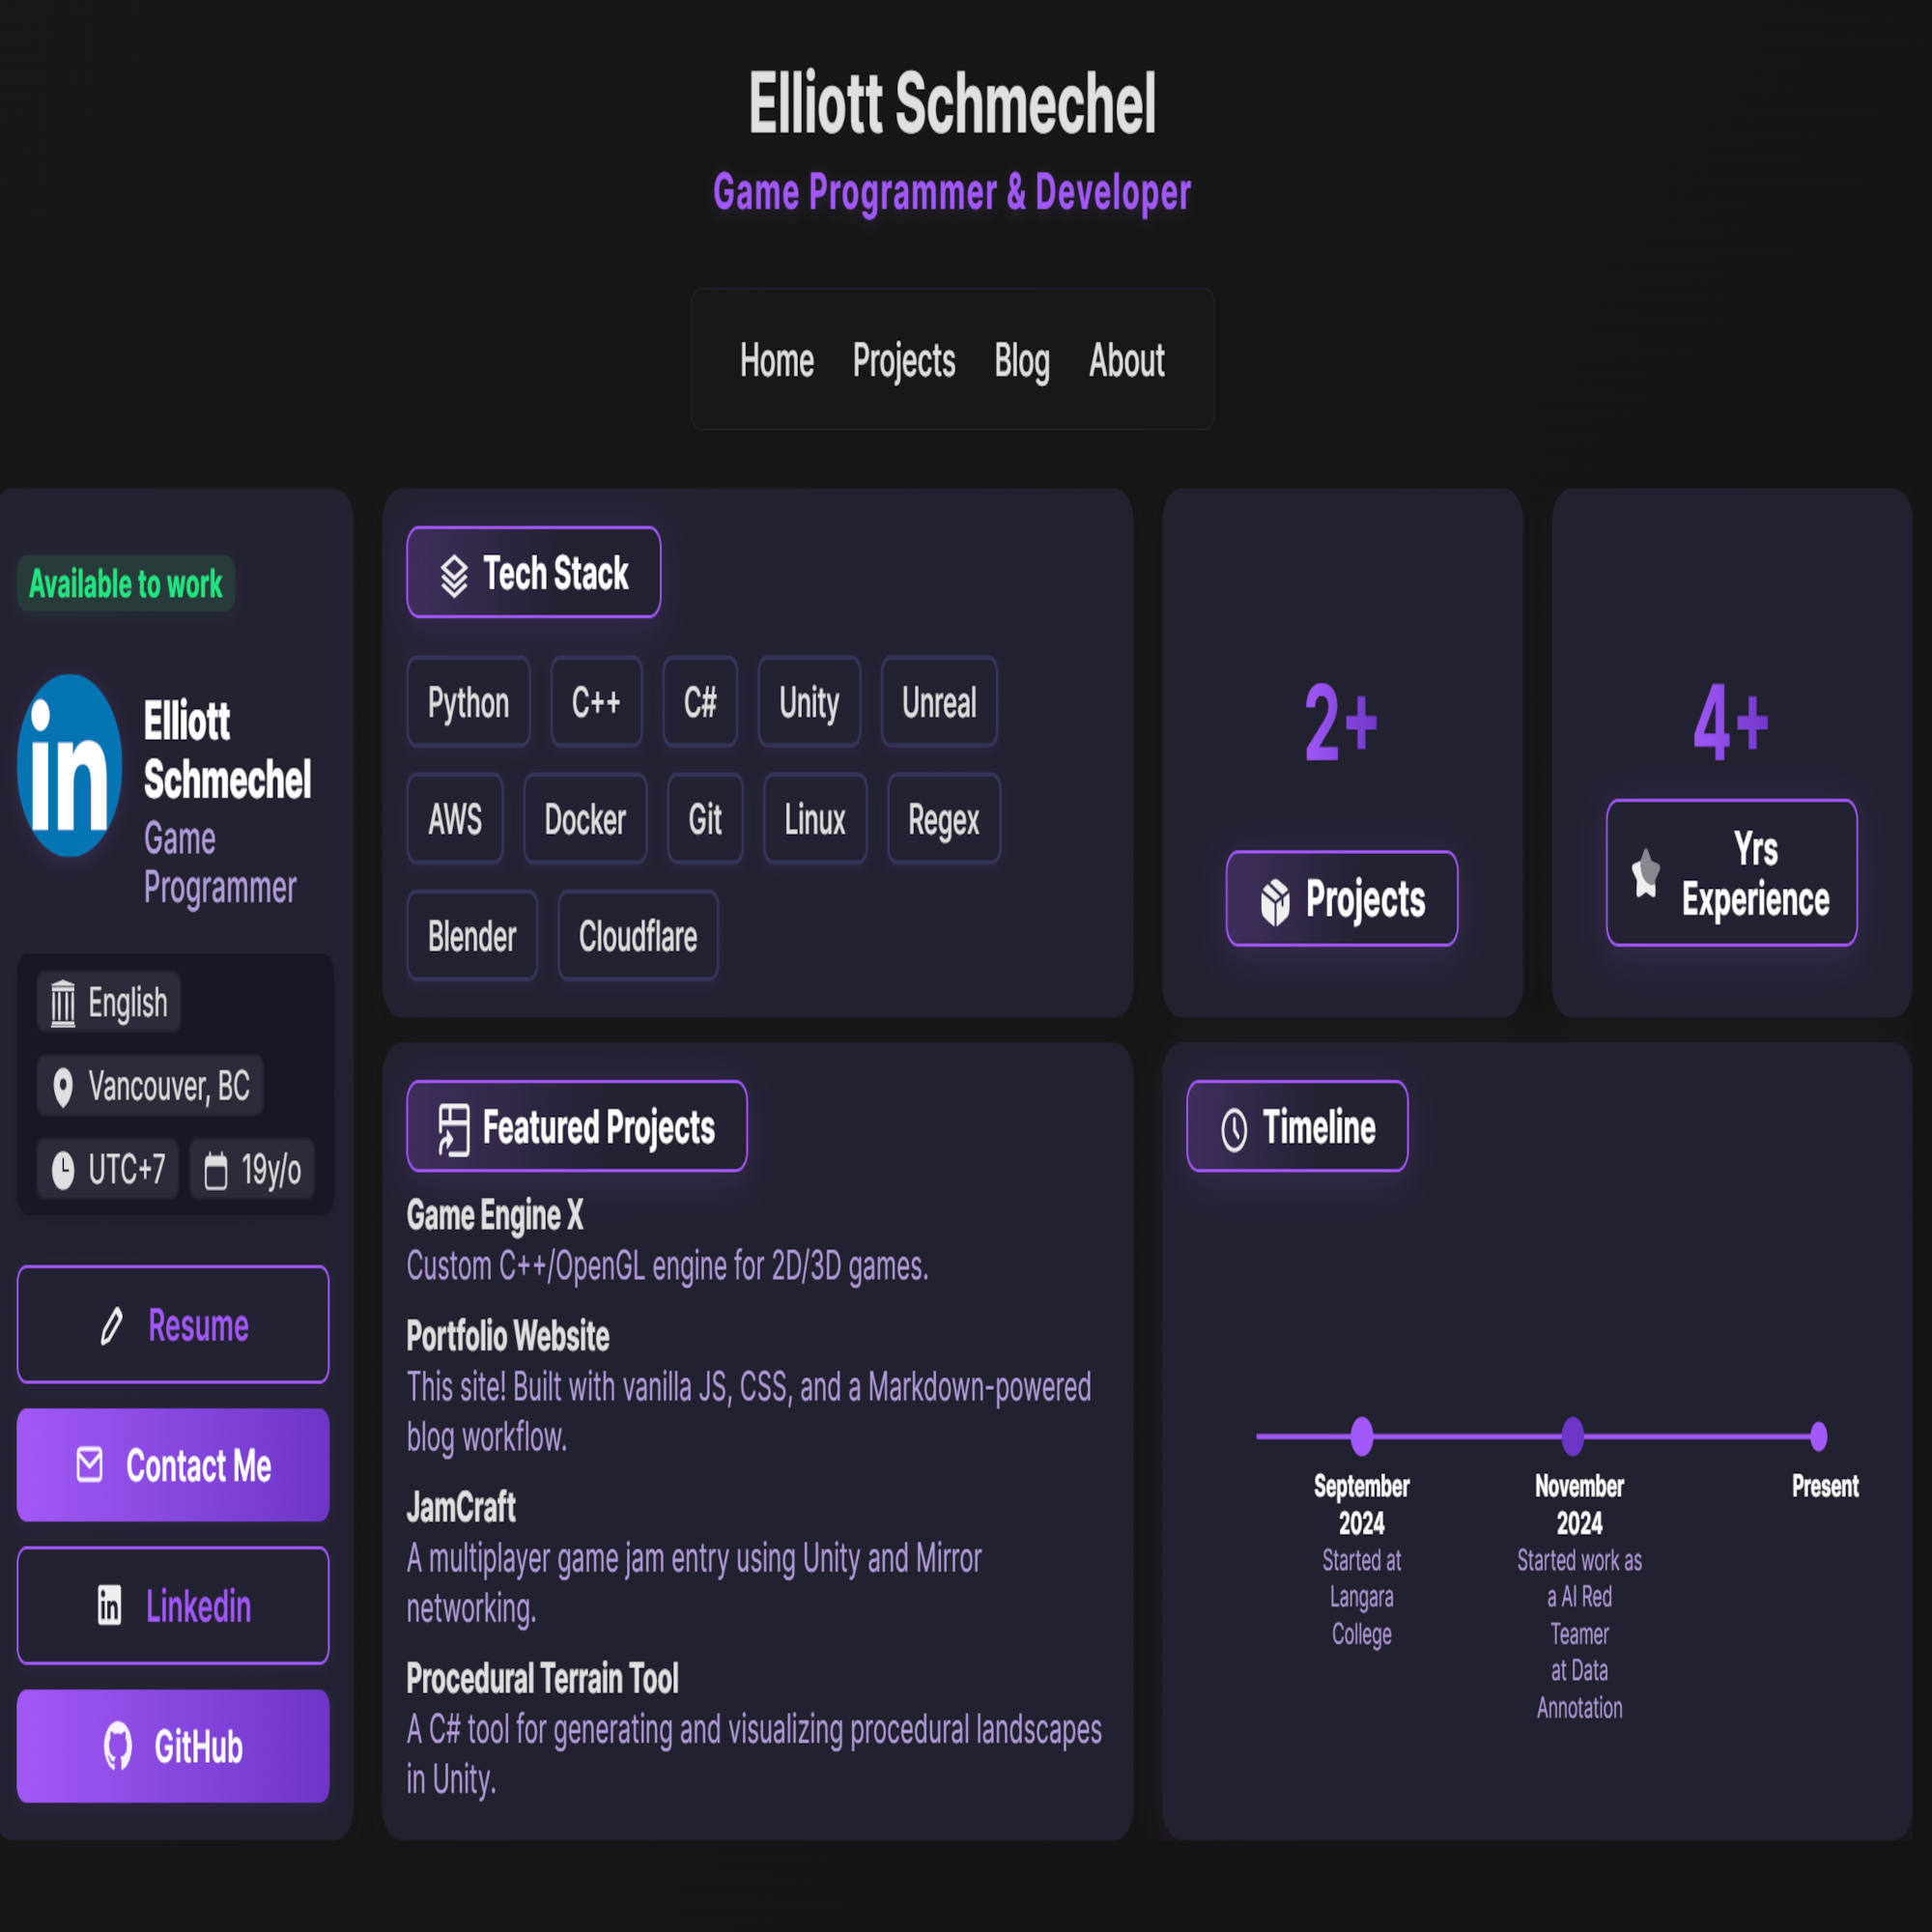 Elliott Schmechel
Game Programmer & Developer
Home Projects Blog About
Available to work
in
Elliott
Schmechel
Game
Programmer
English
Vancouver, BC
UTC+7 19y/o
Resume
Contact Me
in Linkedin
GitHub
Tech Stack
Python C++ C# Unity Unreal
AWS Docker Git Linux Regex
Blender Cloudflare
2+
Projects
4+
Yrs
Experience
Featured Projects
Game Engine X
Custom C++/OpenGL engine for 2D/3D games.
Portfolio Website
This site! Built with vanilla JS, CSS, and a Markdown-powered
blog workflow.
JamCraft
A multiplayer game jam entry using Unity and Mirror
networking.
Procedural Terrain Tool
A C# tool for generating and visualizing procedural landscapes
in Unity.
Timeline
September
2024
Started at
Langara
College
November
2024
Started work as
a AI Red
Teamer
at Data
Annotation
Present